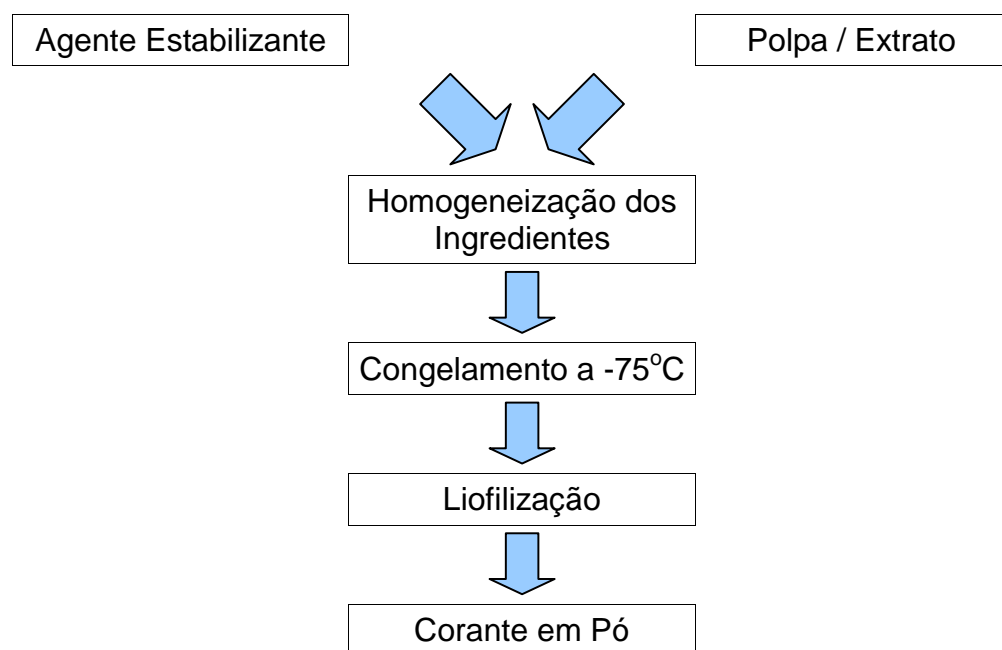 Agente Estabilizante
Polpa / Extrato
Homogeneização dos
Ingredientes
Congelamento a -75°C
Liofilização
Corante em Pó